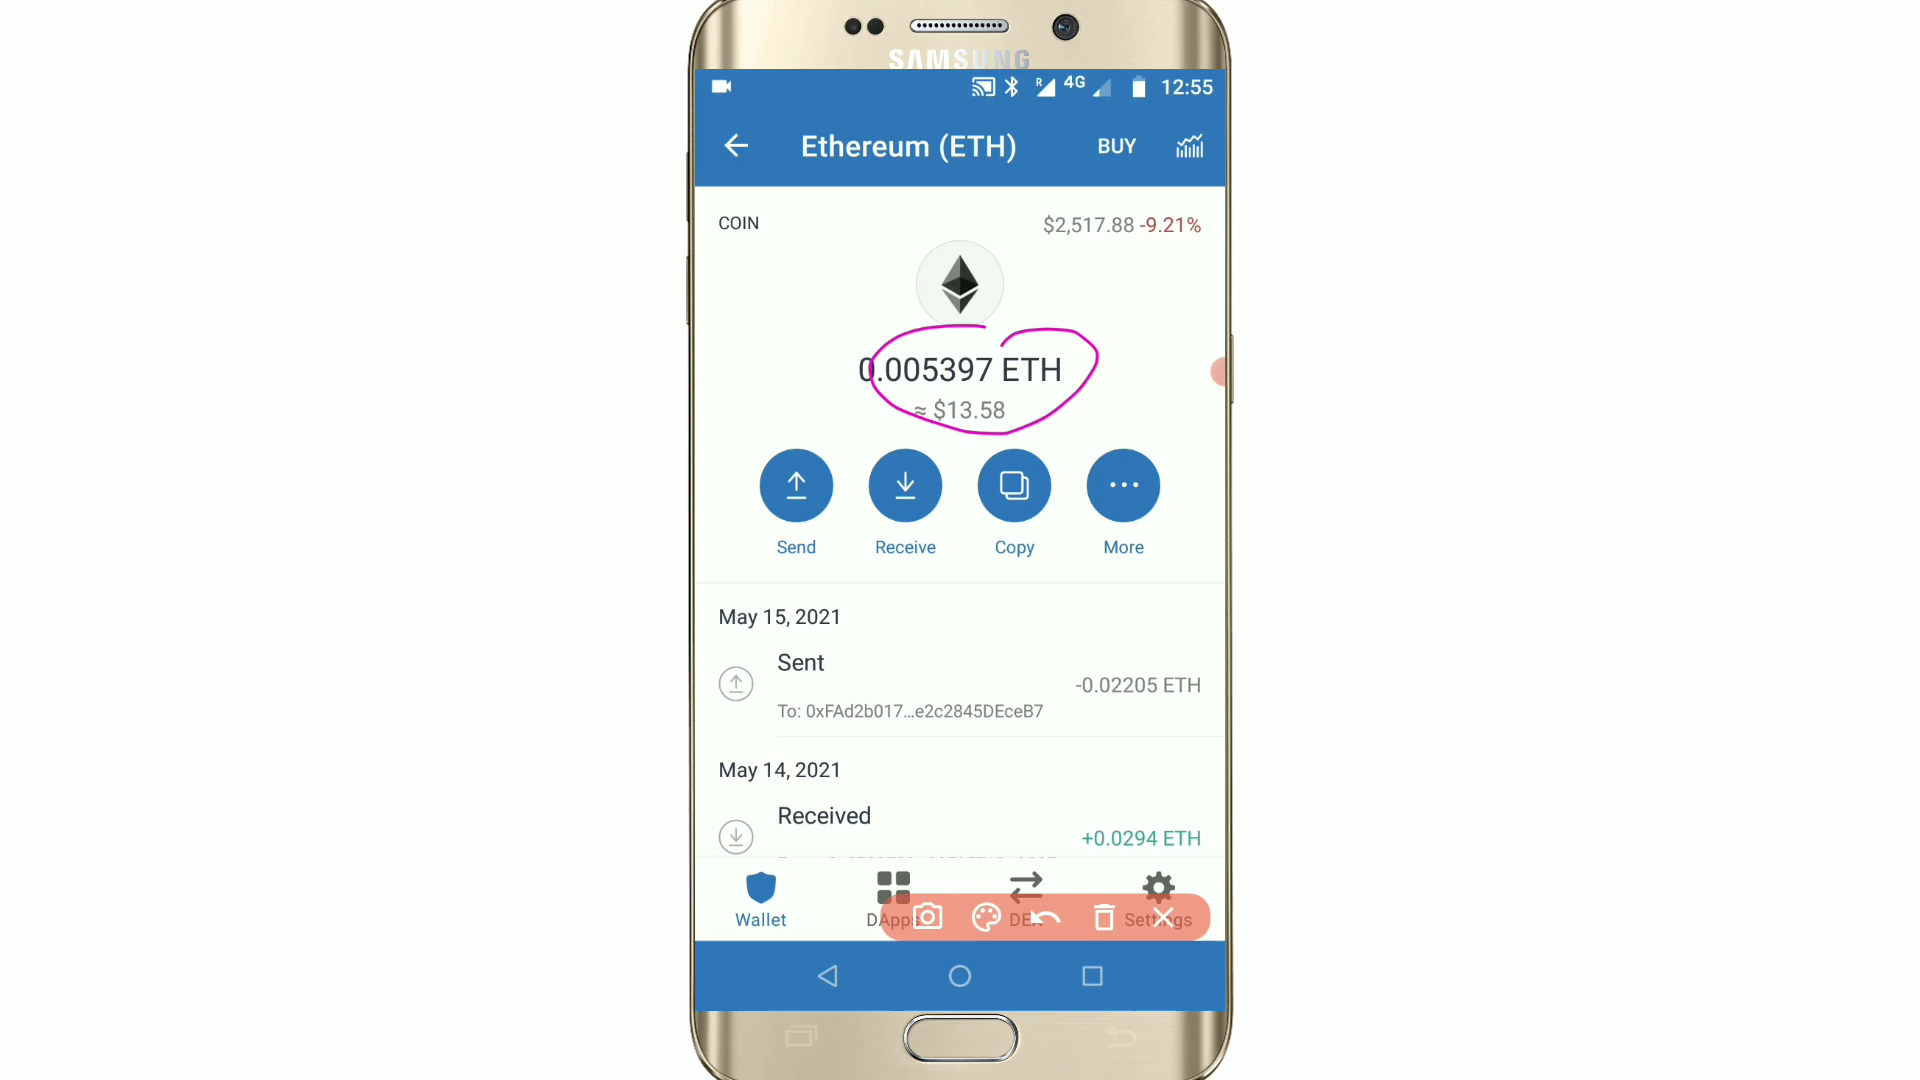 SAMSUNG
R 4G 12:55
Ethereum (ETH) BUY
COIN $2,517.88 -9.21%
0.005397 ETH
≈ $13.58
Send Receive Copy More
May 15, 2021
Sent
-0.02205 ETH
To: 0xFAd2b017...e2c2845DEceB7
May 14, 2021
Received
+0.0294 ETH
Wallet DApps DEX Settings